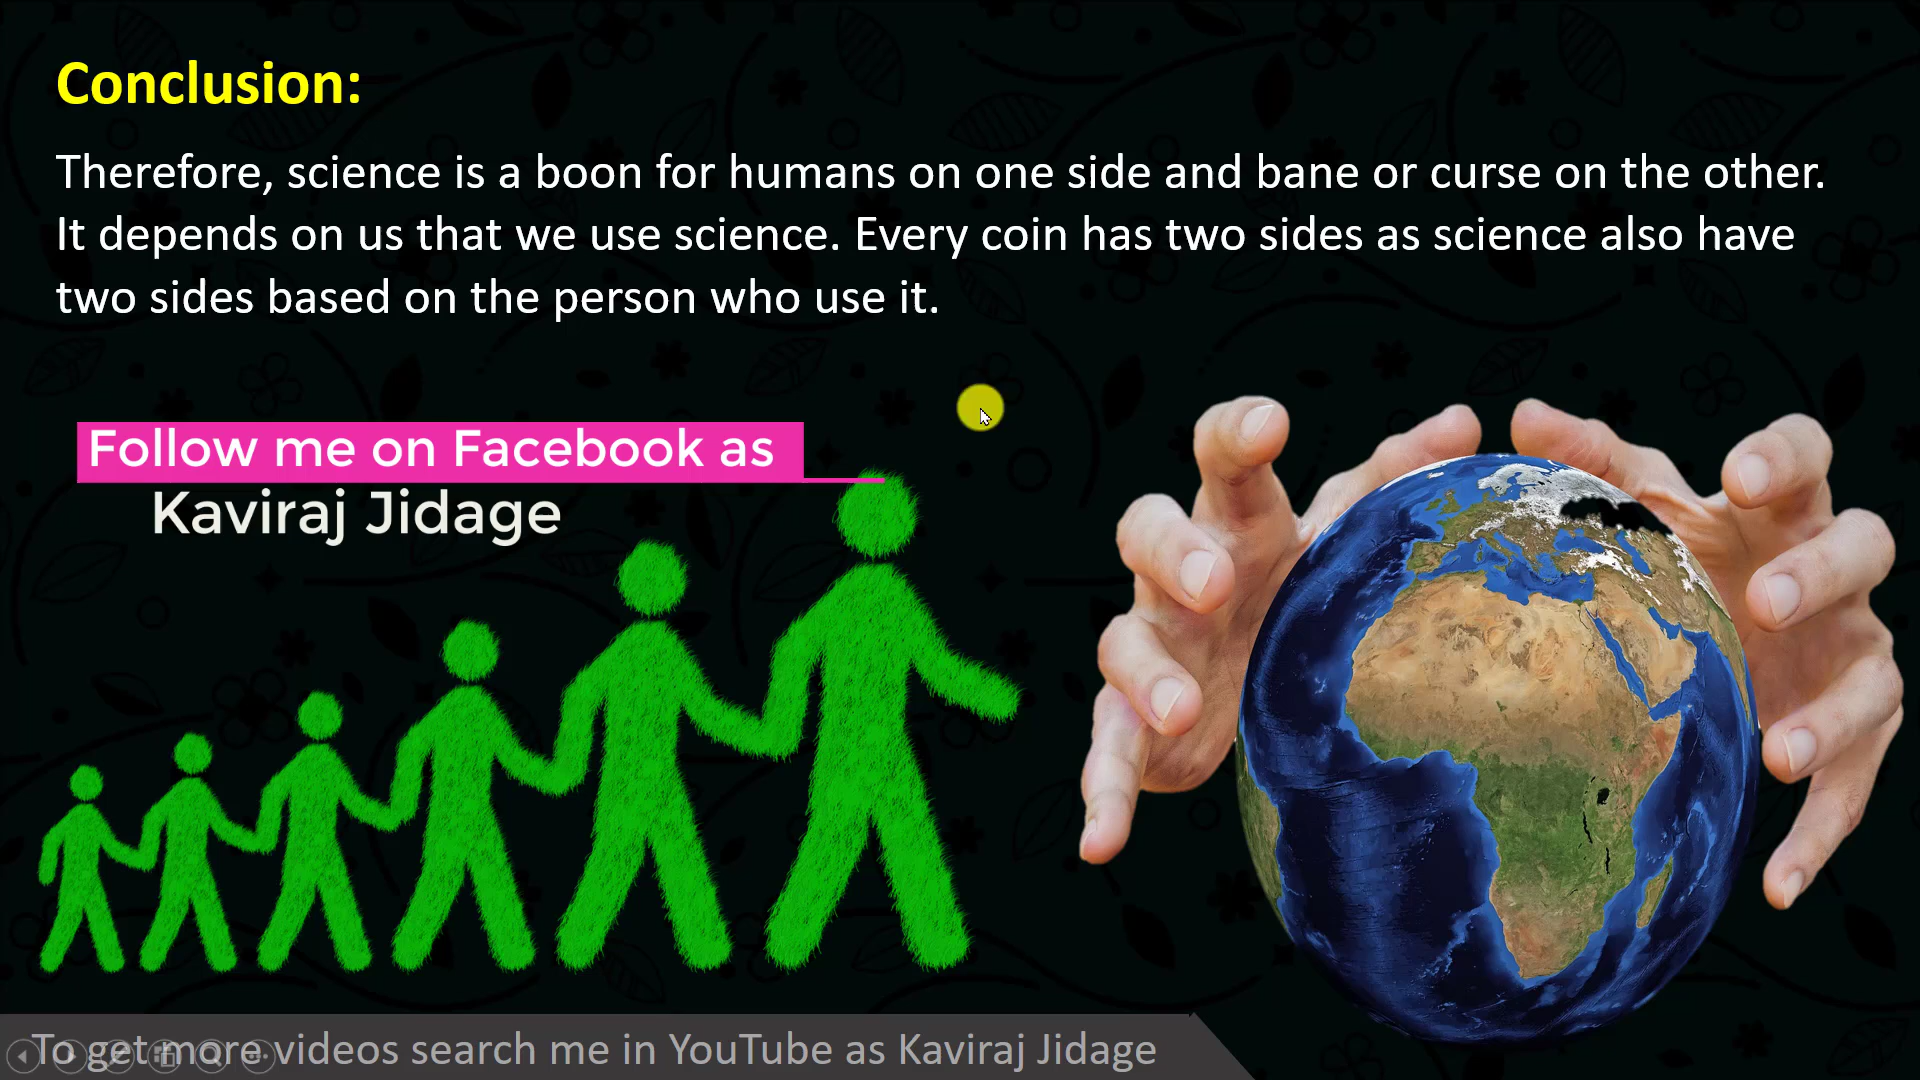 Conclusion:
Therefore, science is a boon for humans on one side and bane or curse on the other.
It depends on us that we use science. Every coin has two sides as science also have
two sides based on the person who use it.
Follow me on Facebook as
Kaviraj Jidage
To get more videos search me in YouTube as Kaviraj Jidage